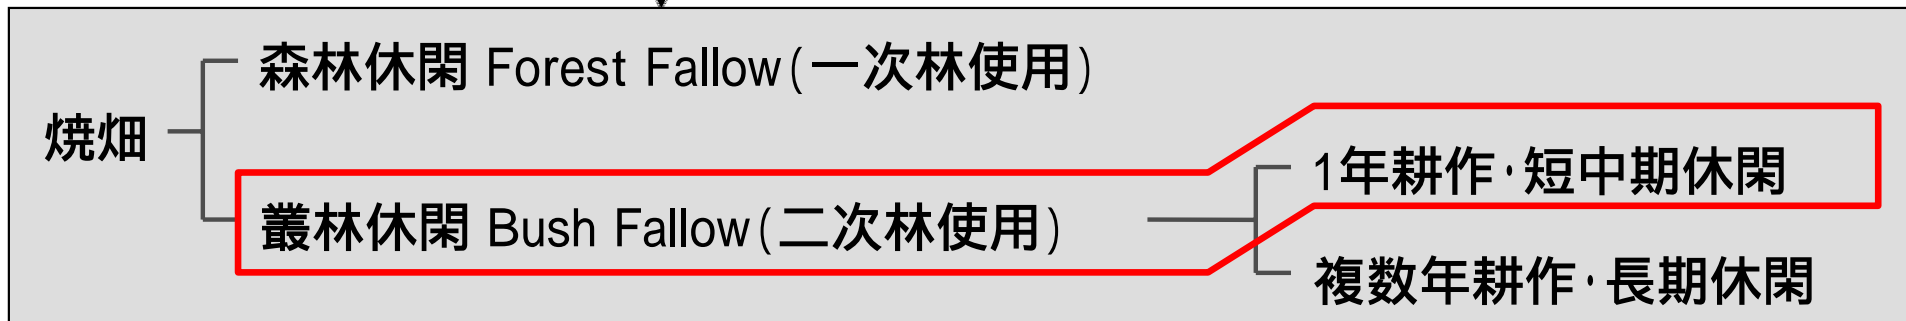 森林休閑 Forest Fallow(一次林使用)
焼畑
1年耕作・短中期休閑
叢林休閑 Bush Fallow(二次林使用)
複数年耕作・長期休閑